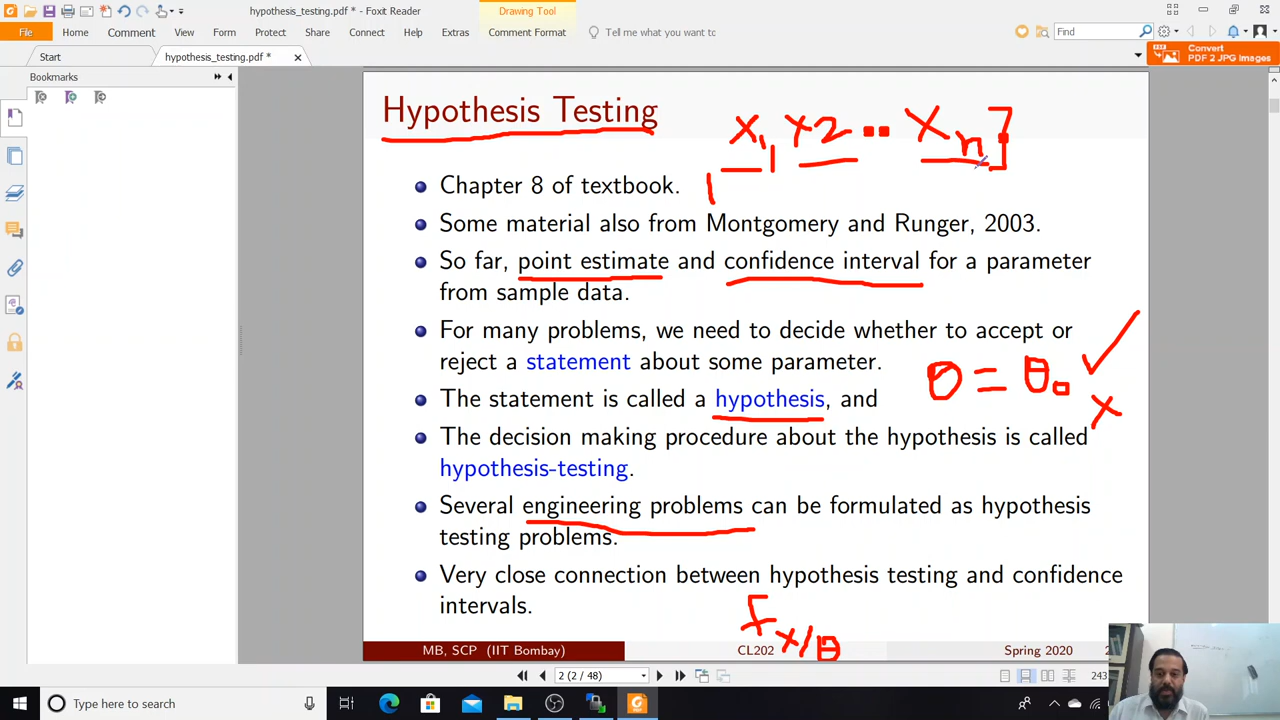 hypothesis_testing.pdf * - Foxit Reader
Drawing Tool
File Home Comment View Form Protect Share Connect Help Extras Comment Format Tell me what you want to Find
Start hypothesis_testing.pdf *
Convert
PDF 2 JPG Images
Bookmarks
Hypothesis Testing
X1 X2 .. Xn]
Chapter 8 of textbook.
Some material also from Montgomery and Runger, 2003.
So far, point estimate and confidence interval for a parameter
from sample data.
For many problems, we need to decide whether to accept or
reject a statement about some parameter.
θ = θ0 ✓
x
The statement is called a hypothesis, and
The decision making procedure about the hypothesis is called
hypothesis-testing.
Several engineering problems can be formulated as hypothesis
testing problems.
Very close connection between hypothesis testing and confidence
intervals.
MB, SCP (IIT Bombay) CL202 Spring 2020
2 (2 / 48)
Type here to search